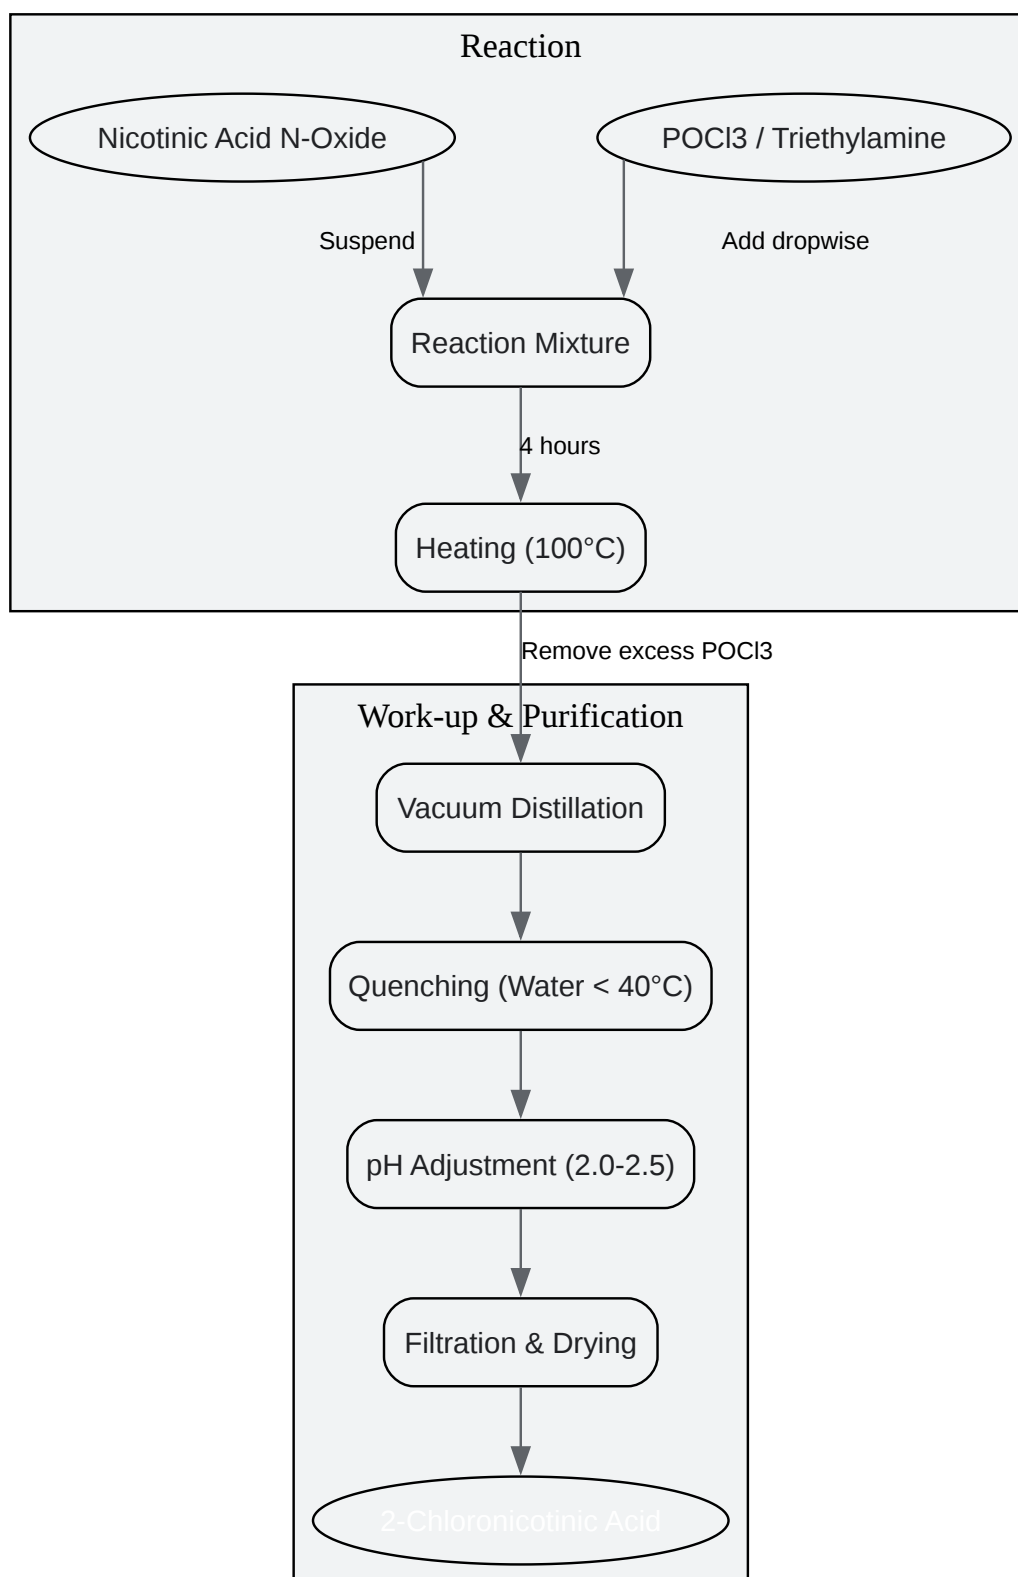 Reaction
Nicotinic Acid N-Oxide
POCl3 / Triethylamine
Suspend
Add dropwise
Reaction Mixture
4 hours
Heating (100°C)
Remove excess POCl3
Work-up & Purification
Vacuum Distillation
Quenching (Water < 40°C)
pH Adjustment (2.0-2.5)
Filtration & Drying
2-Chloronicotinic Acid